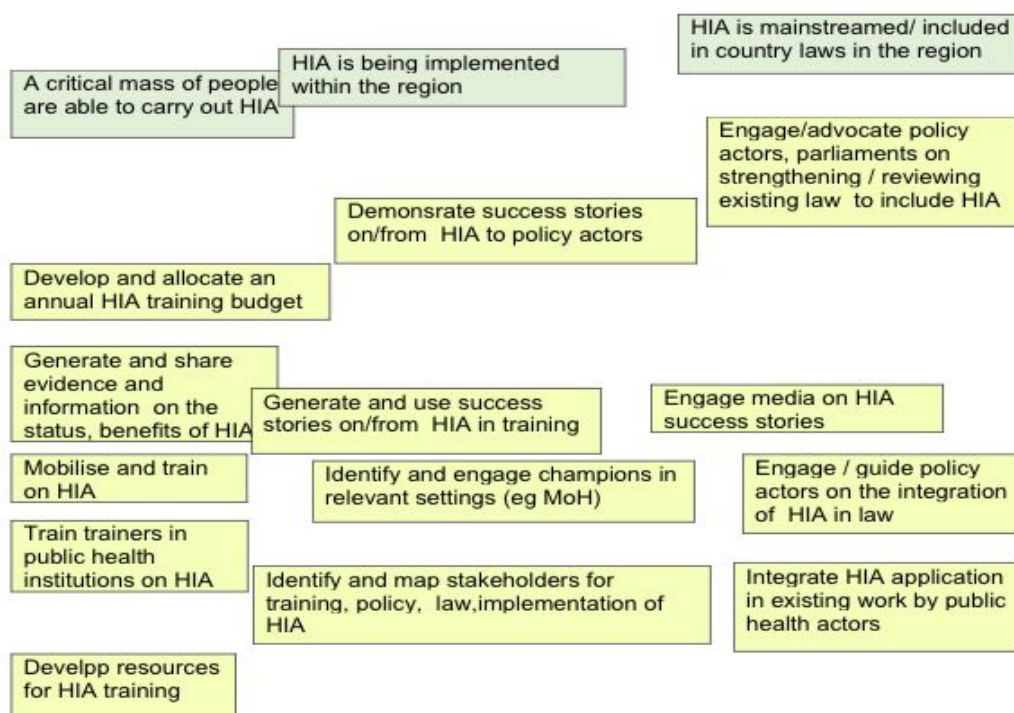 HIA is mainstreamed/ included
in country laws in the region
HIA is being implemented
within the region
A critical mass of people
are able to carry out HIA
Engage/advocate policy
actors, parliaments on
strengthening / reviewing
existing law to include HIA
Demonsrate success stories
on/from HIA to policy actors
Develop and allocate an
annual HIA training budget
Generate and share
evidence and
information on the
status, benefits of HIA
Generate and use success
stories on/from HIA in training
Engage media on HIA
success stories
Mobilise and train
on HIA
Identify and engage champions in
relevant settings (eg MoH)
Engage / guide policy
actors on the integration
of HIA in law
Train trainers in
public health
institutions on HIA
Identify and map stakeholders for
training, policy, law,implementation of
HIA
Integrate HIA application
in existing work by public
health actors
Develpp resources
for HIA training